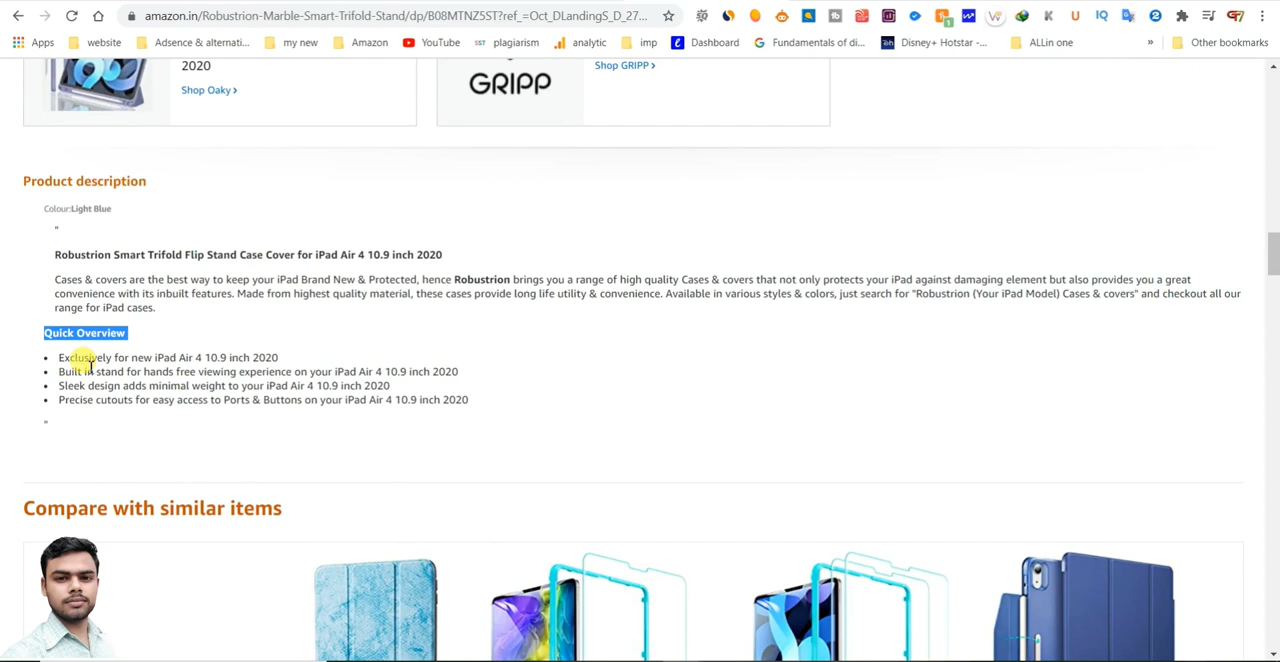 amazon.in/Robustrion-Marble-Smart-Trifold-Stand/dp/B08MTNZ5ST?ref_=Oct_DLandingS_D_27...
Apps website Adsence & alternati... my new Amazon YouTube SST plagiarism analytic imp Dashboard Fundamentals of di... Disney+ Hotstar -... ALLin one » Other bookmarks
2020
Shop Oaky ›
GRIPP
Shop GRIPP ›
Product description
Colour:Light Blue
"
Robustrion Smart Trifold Flip Stand Case Cover for iPad Air 4 10.9 inch 2020
Cases & covers are the best way to keep your iPad Brand New & Protected, hence Robustrion brings you a range of high quality Cases & covers that not only protects your iPad against damaging element but also provides you a great
convenience with its inbuilt features. Made from highest quality material, these cases provide long life utility & convenience. Available in various styles & colors, just search for "Robustrion (Your iPad Model) Cases & covers" and checkout all our
range for iPad cases.
Quick Overview
• Exclusively for new iPad Air 4 10.9 inch 2020
• Built in stand for hands free viewing experience on your iPad Air 4 10.9 inch 2020
• Sleek design adds minimal weight to your iPad Air 4 10.9 inch 2020
• Precise cutouts for easy access to Ports & Buttons on your iPad Air 4 10.9 inch 2020
"
Compare with similar items